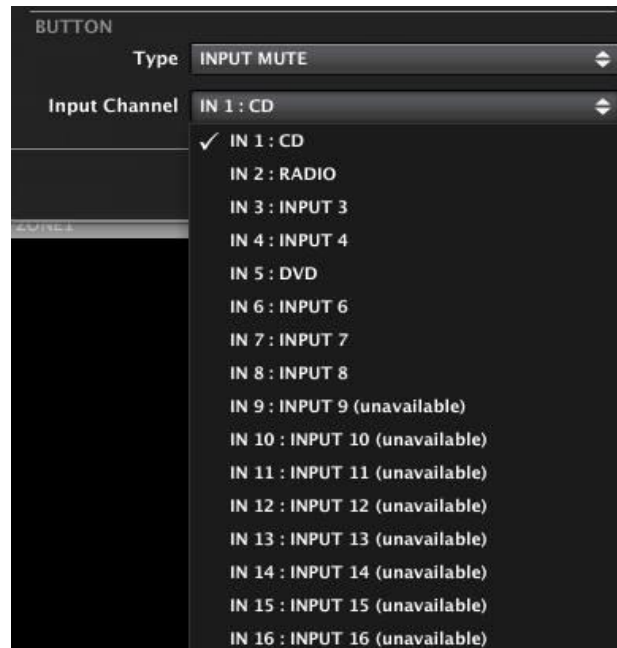 BUTTON
Type INPUT MUTE
Input Channel IN 1 : CD
✓ IN 1 : CD
IN 2 : RADIO
IN 3 : INPUT 3
ZONE1
IN 4 : INPUT 4
IN 5 : DVD
IN 6 : INPUT 6
IN 7 : INPUT 7
IN 8 : INPUT 8
IN 9 : INPUT 9 (unavailable)
IN 10 : INPUT 10 (unavailable)
IN 11 : INPUT 11 (unavailable)
IN 12 : INPUT 12 (unavailable)
IN 13 : INPUT 13 (unavailable)
IN 14 : INPUT 14 (unavailable)
IN 15 : INPUT 15 (unavailable)
IN 16 : INPUT 16 (unavailable)